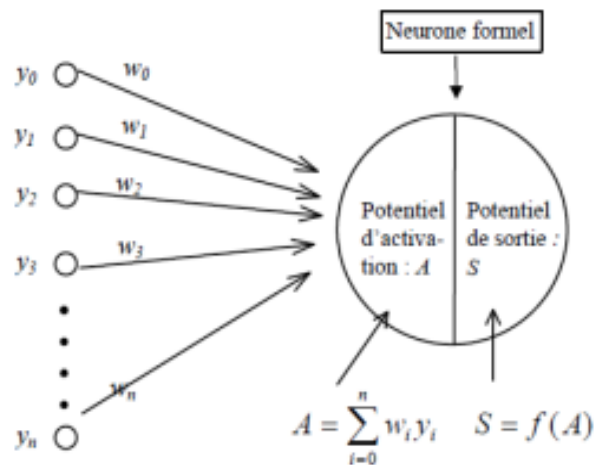 Neurone formel
y₀ w₀
y₁ w₁
y₂ w₂
y₃ w₃
yₙ wₙ
Potentiel
d'activa-
tion : A
Potentiel
de sortie :
S
A = ∑ᵢ₌₀ⁿ wᵢ yᵢ
S = f(A)